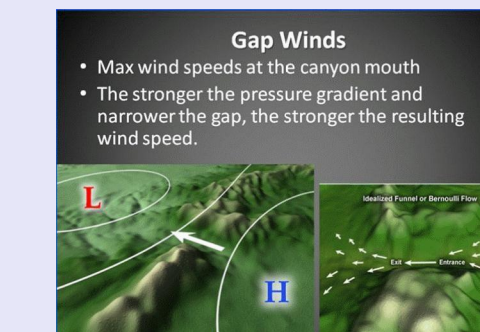 Gap Winds
• Max wind speeds at the canyon mouth
• The stronger the pressure gradient and
narrower the gap, the stronger the resulting
wind speed.
L
H
Idealized Funnel or Bernoulli Flow
Exit
Entrance